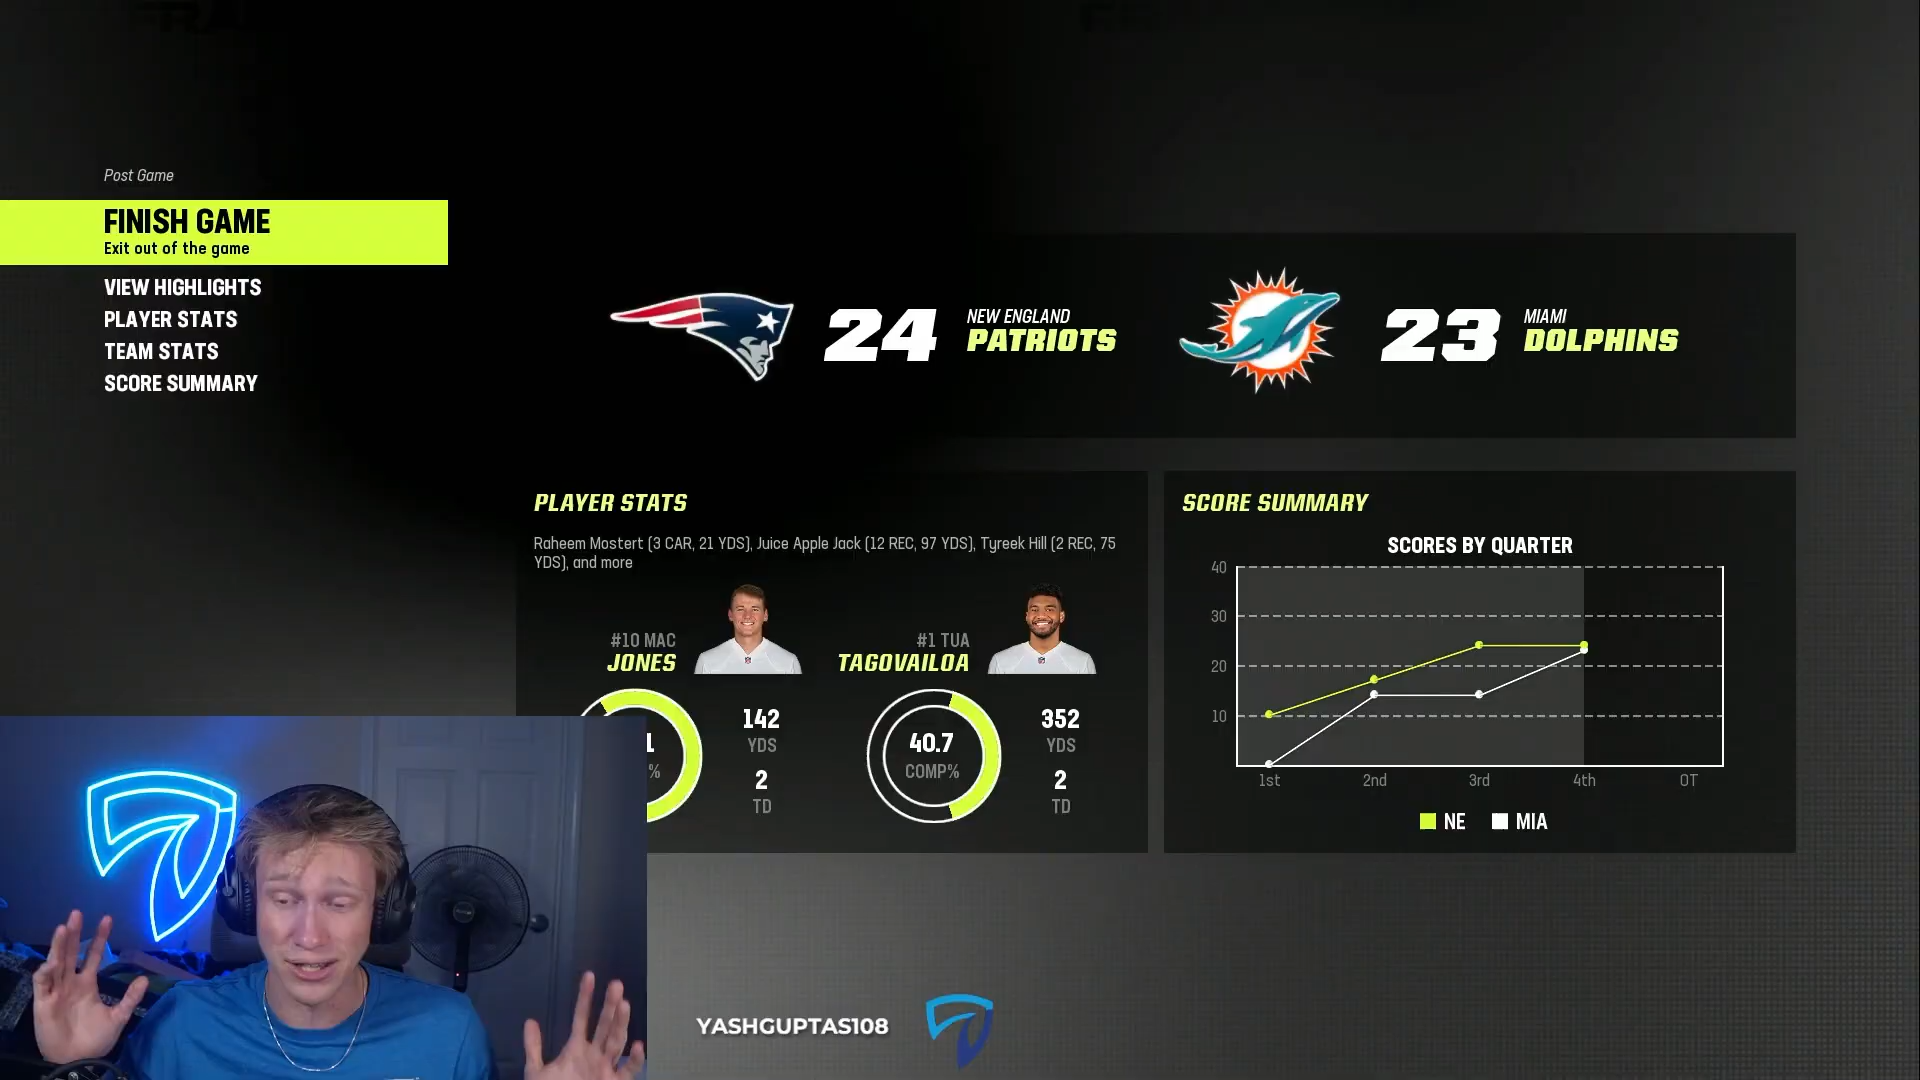 Post Game
FINISH GAME
Exit out of the game
VIEW HIGHLIGHTS
PLAYER STATS
TEAM STATS
SCORE SUMMARY
24
NEW ENGLAND
PATRIOTS
23
MIAMI
DOLPHINS
PLAYER STATS
Raheem Mostert (3 CAR, 21 YDS), Juice Apple Jack (12 REC, 97 YDS), Tyreek Hill (2 REC, 75
YDS), and more
#10 MAC
JONES
142
YDS
2
TD
#1 TUA
TAGOVAILOA
40.7
COMP%
352
YDS
2
TD
SCORE SUMMARY
SCORES BY QUARTER
40
30
20
10
1st 2nd 3rd 4th OT
NE MIA
YASHGUPTAS108